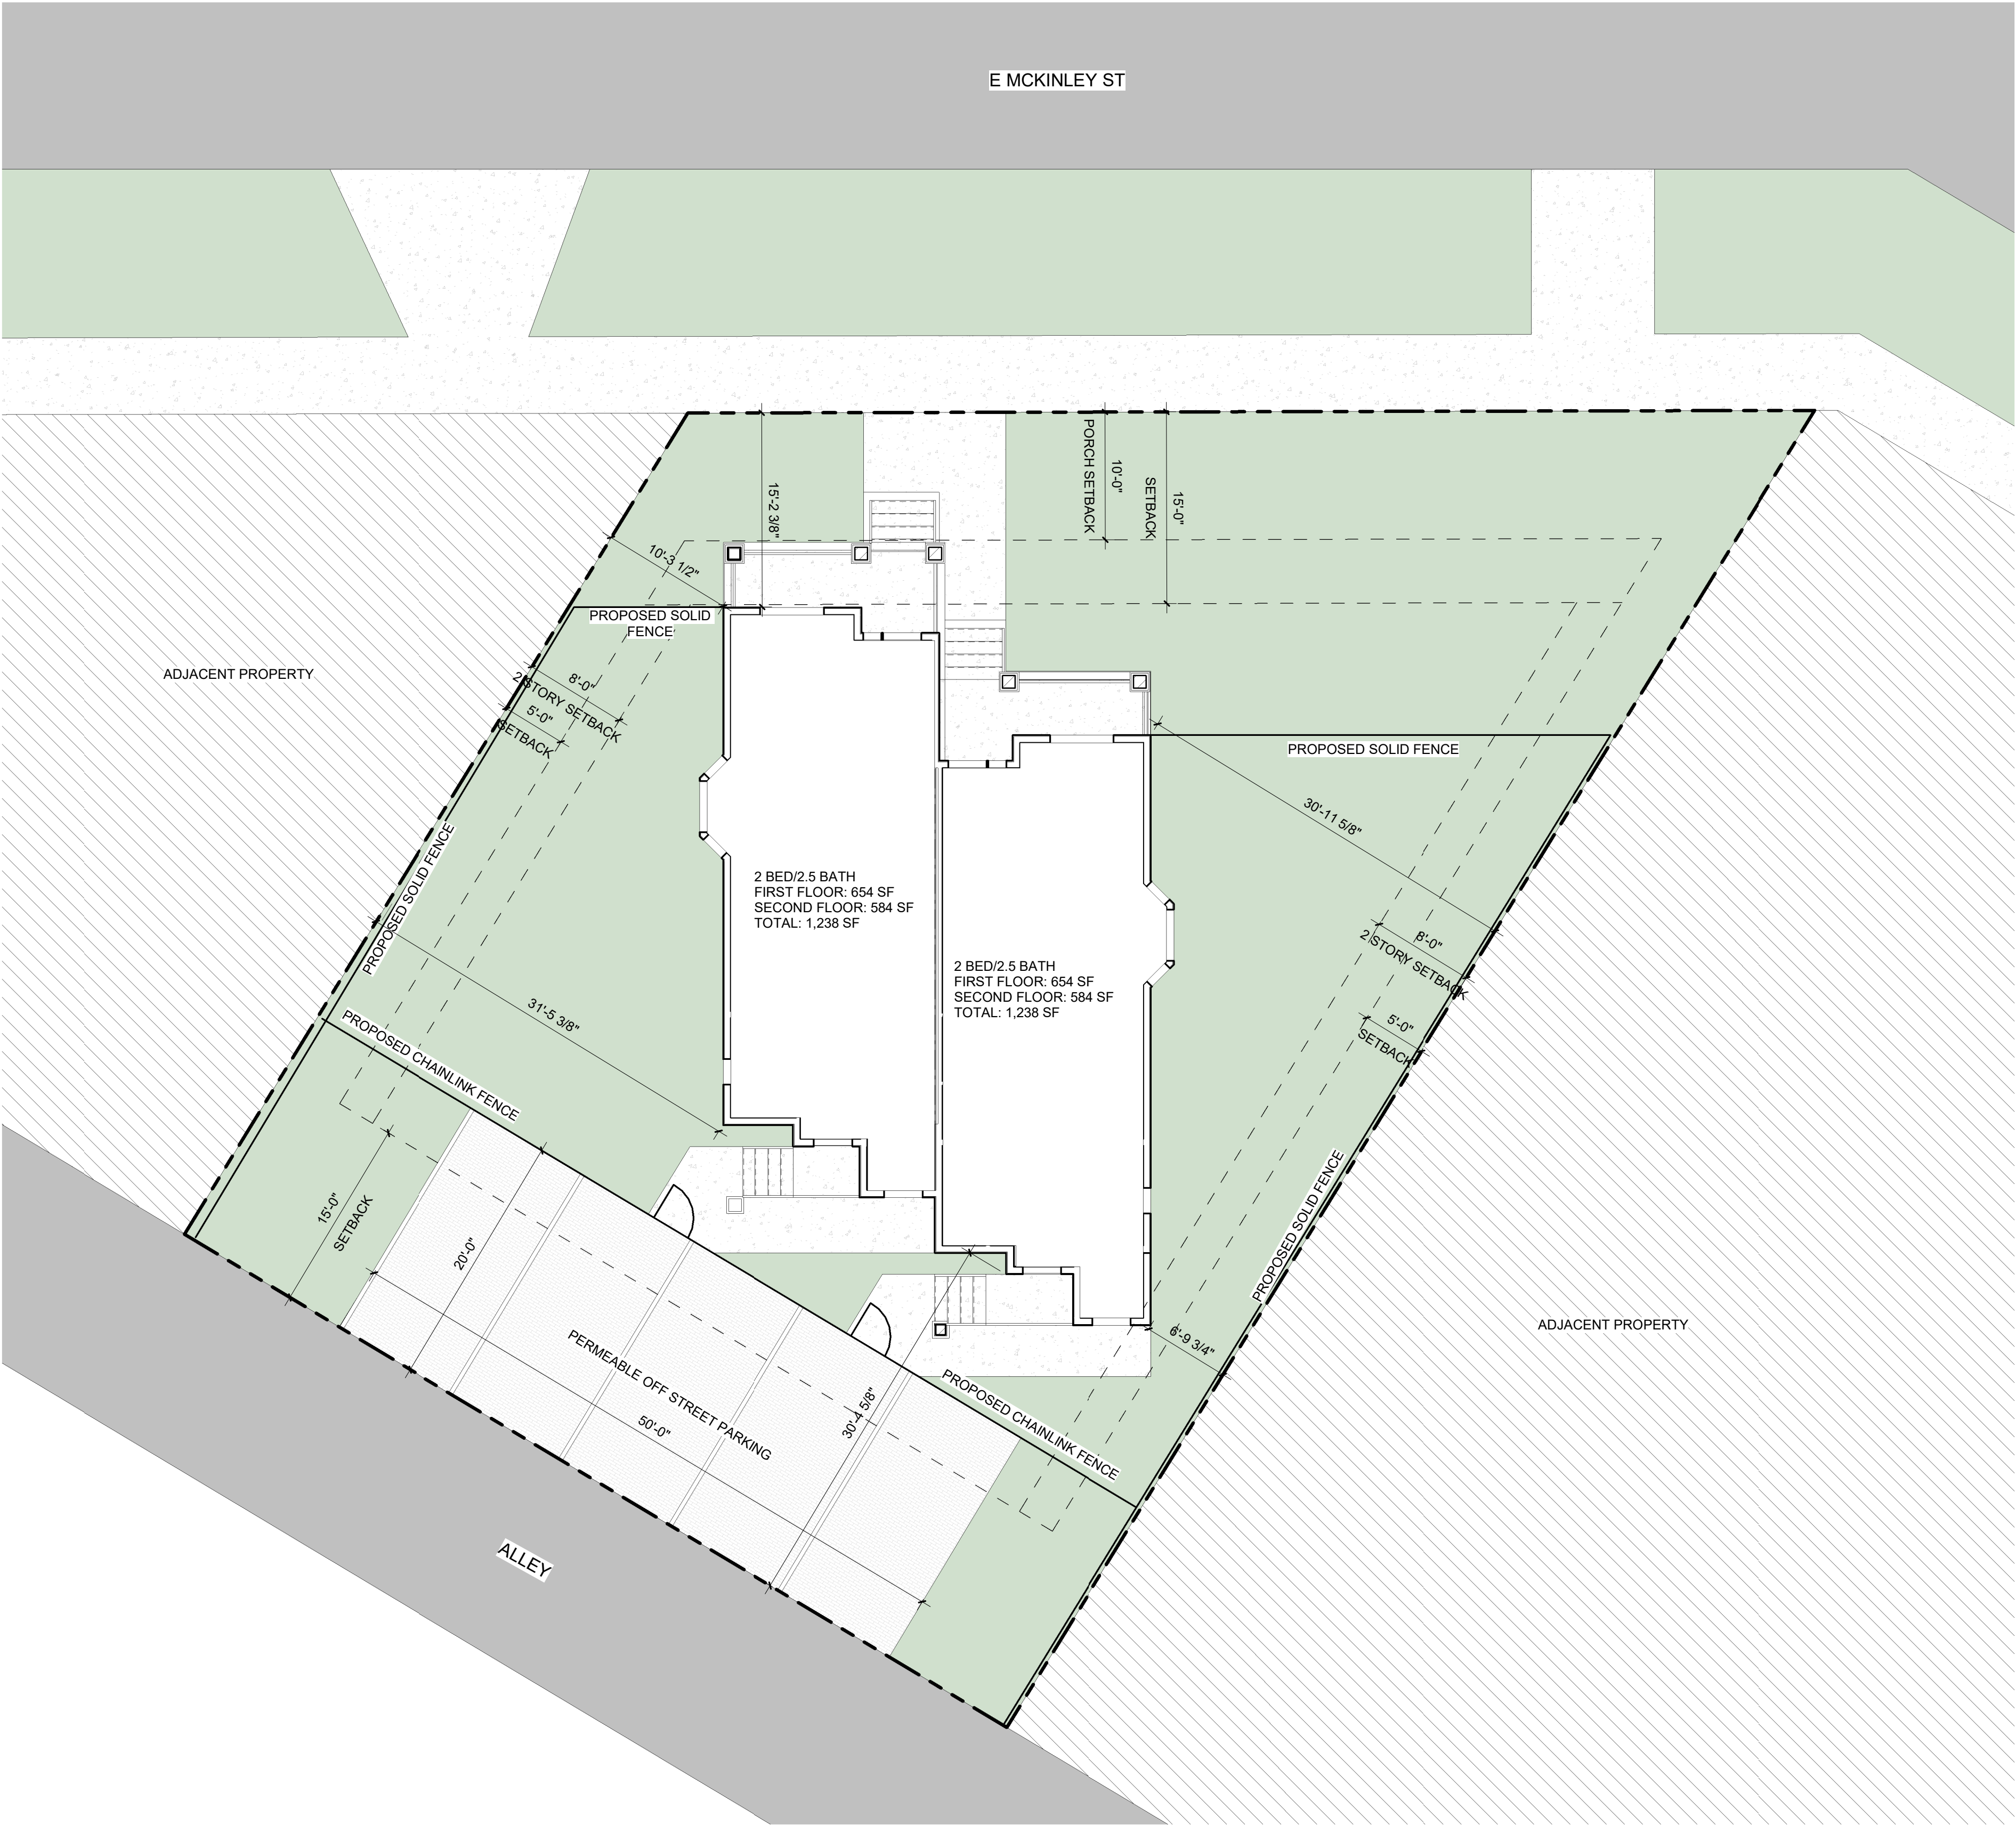 E MCKINLEY ST
PORCH SETBACK
10'-0"
SETBACK
15'-0"
15'-2 3/8"
10'-3 1/2"
PROPOSED SOLID
FENCE
ADJACENT PROPERTY
8'-0"
2 STORY SETBACK
5'-0"
SETBACK
PROPOSED SOLID FENCE
30'-11 5/8"
PROPOSED SOLID FENCE
2 BED/2.5 BATH
FIRST FLOOR: 654 SF
SECOND FLOOR: 584 SF
TOTAL: 1,238 SF
2 BED/2.5 BATH
FIRST FLOOR: 654 SF
SECOND FLOOR: 584 SF
TOTAL: 1,238 SF
8'-0"
2 STORY SETBACK
5'-0"
SETBACK
31'-5 3/8"
PROPOSED CHAINLINK FENCE
15'-0"
SETBACK
20'-0"
PROPOSED SOLID FENCE
ADJACENT PROPERTY
6'-9 3/4"
PERMEABLE OFF STREET PARKING
50'-0"
30'-4 5/8"
PROPOSED CHAINLINK FENCE
ALLEY